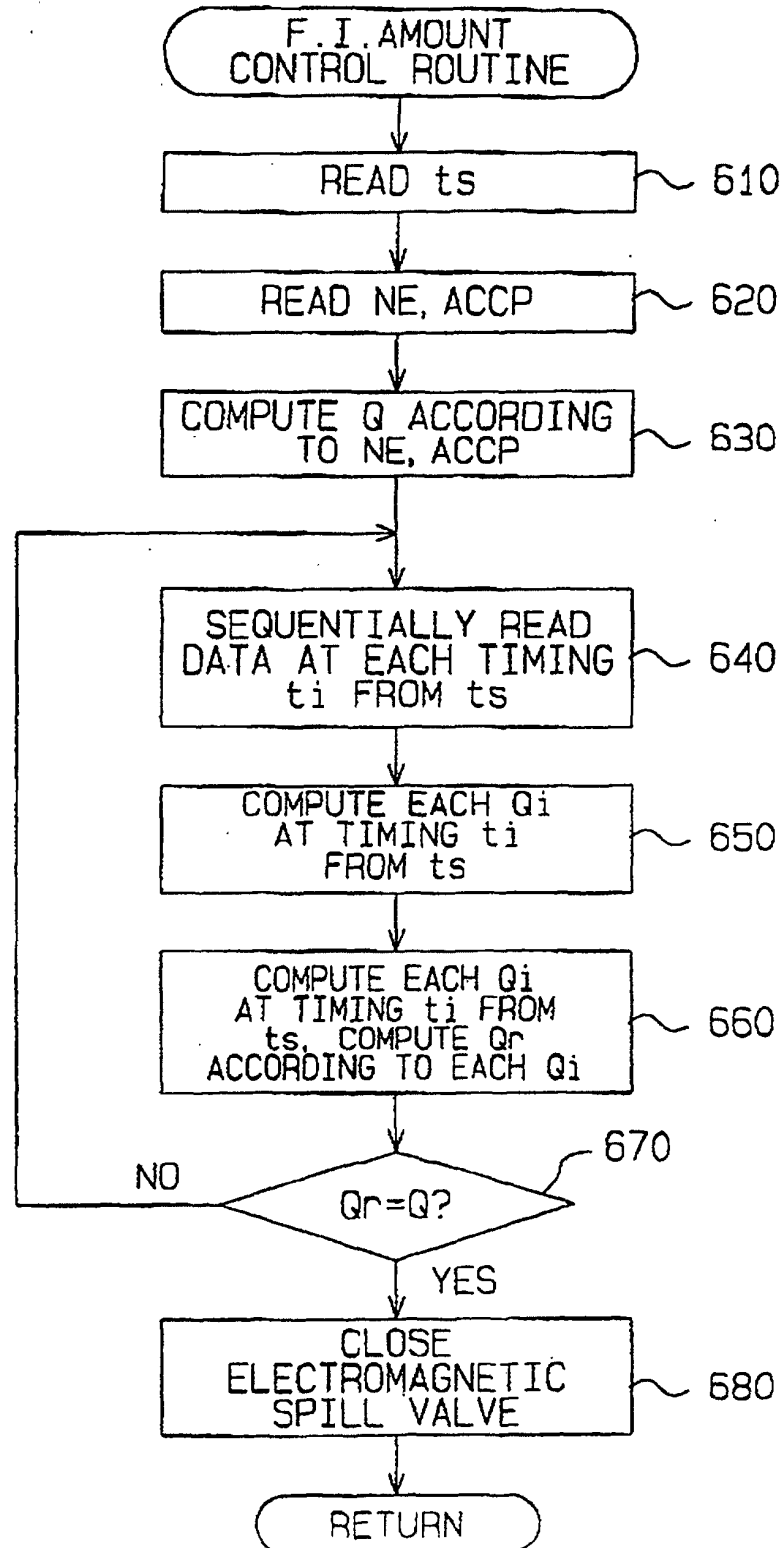 F.I.AMOUNT
CONTROL ROUTINE
READ ts
610
READ NE, ACCP
620
COMPUTE Q ACCORDING
TO NE, ACCP
630
SEQUENTIALLY READ
DATA AT EACH TIMING
ti FROM ts
640
COMPUTE EACH Qi
AT TIMING ti
FROM ts
650
COMPUTE EACH Qi
AT TIMING ti FROM
ts, COMPUTE Qr
ACCORDING TO EACH Qi
660
670
NO
Qr=Q?
YES
CLOSE
ELECTROMAGNETIC
SPILL VALVE
680
RETURN